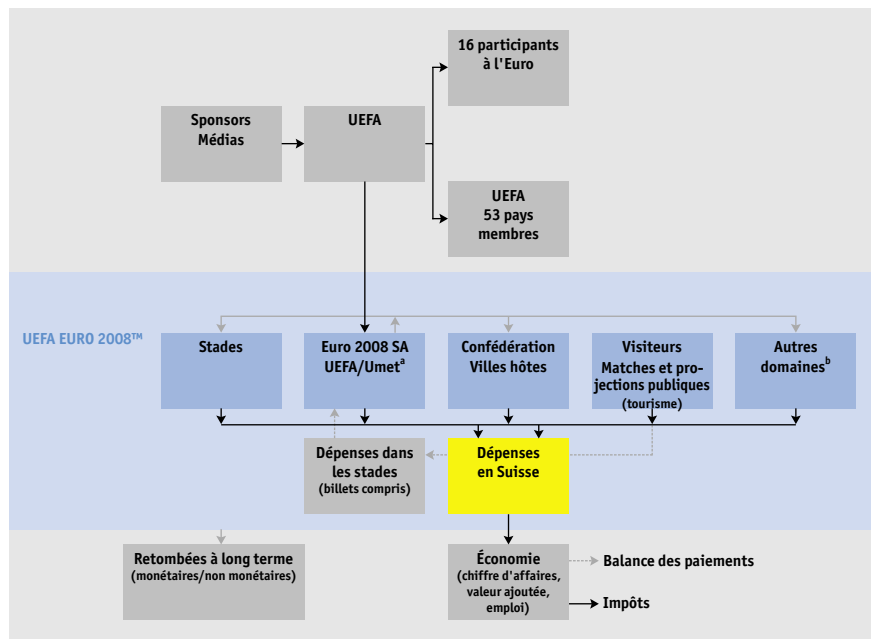 16 participants
à l'Euro
Sponsors
Médias
UEFA
UEFA
53 pays
membres
UEFA EURO 2008™
Stades
Euro 2008 SA
UEFA/Umetᵃ
Confédération
Villes hôtes
Visiteurs
Matches et pro-
jections publiques
(tourisme)
Autres
domainesᵇ
Dépenses dans
les stades
(billets compris)
Dépenses
en Suisse
Retombées à long terme
(monétaires/non monétaires)
Économie
(chiffre d'affaires,
valeur ajoutée,
emploi)
Balance des paiements
Impôts